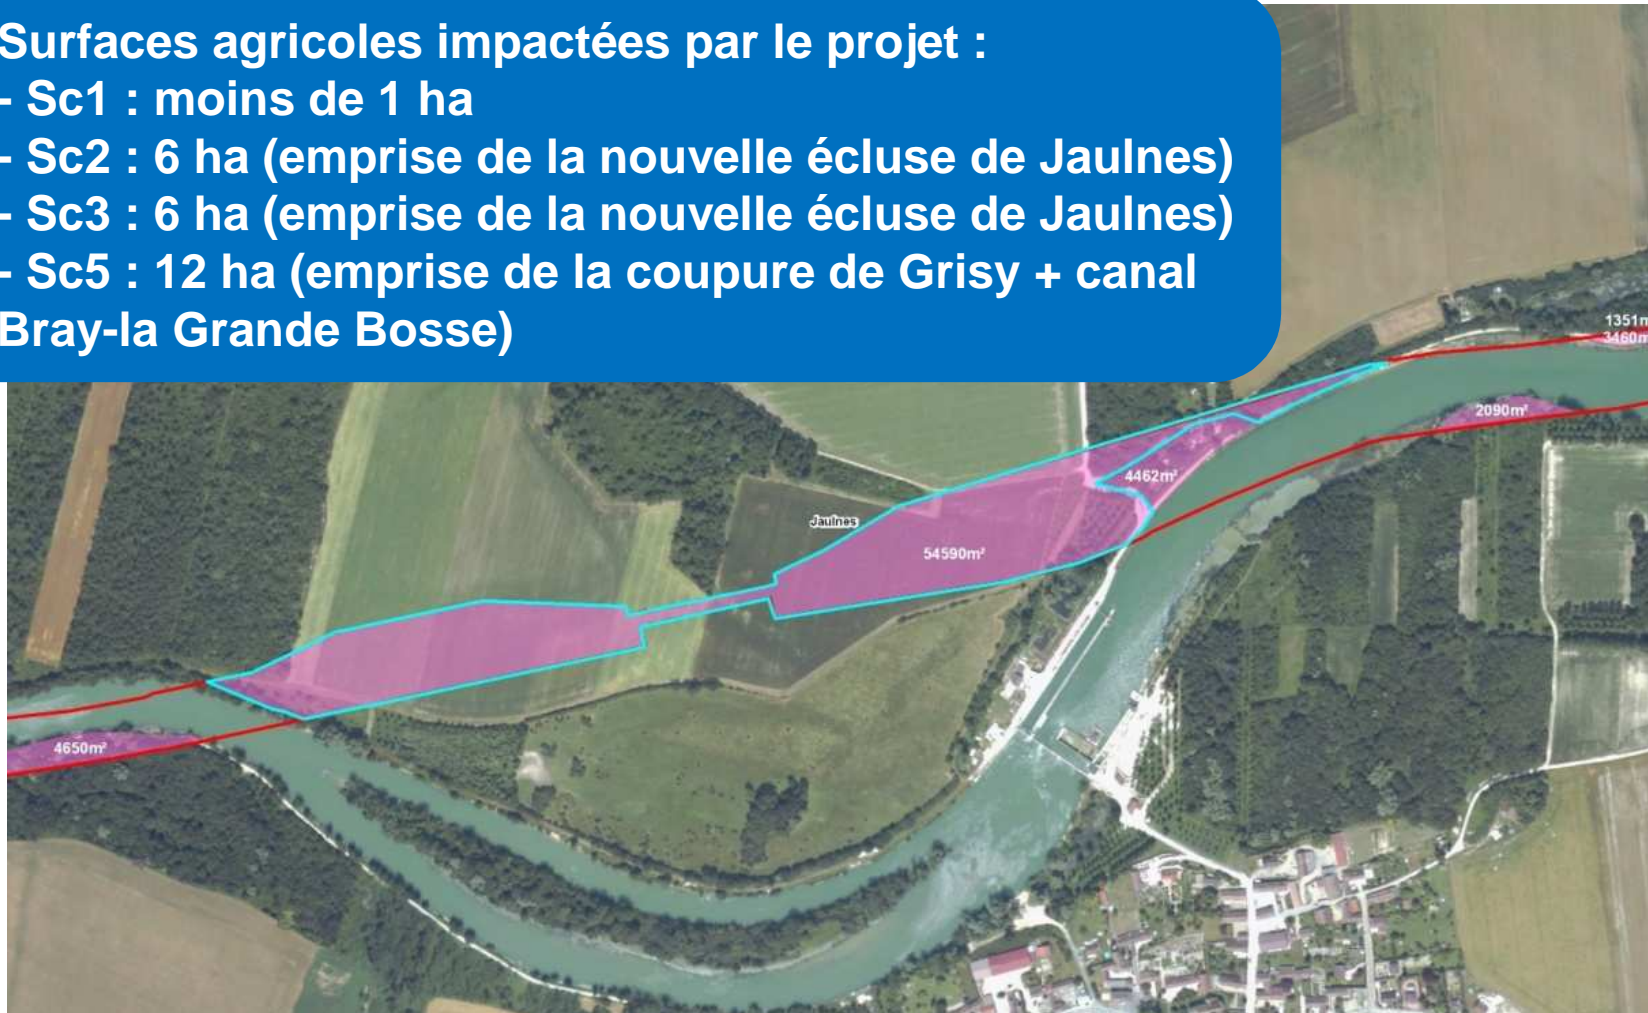 Surfaces agricoles impactées par le projet :
- Sc1 : moins de 1 ha
- Sc2 : 6 ha (emprise de la nouvelle écluse de Jaulnes)
- Sc3 : 6 ha (emprise de la nouvelle écluse de Jaulnes)
- Sc5 : 12 ha (emprise de la coupure de Grisy + canal
Bray-la Grande Bosse)
1351m
3460m
2090m²
4462m²
Jaulnes
54590m²
4650m²